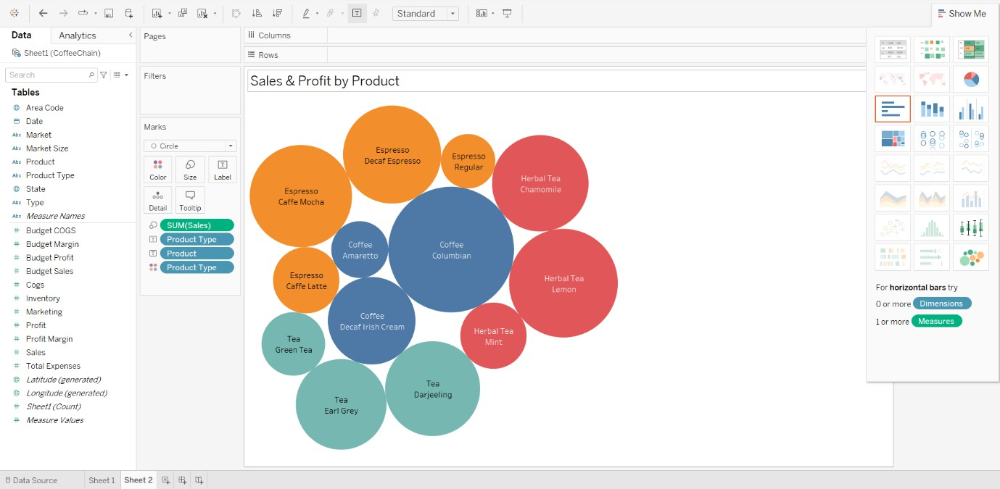 Standard
Show Me
Data
Analytics
Pages
Columns
Sheet1 (CoffeeChain)
Rows
Search
Filters
Tables
Area Code
Date
Abc Market
Abc Market Size
Abc Product
Abc Product Type
State
Abc Type
Abc Measure Names
# Budget COGS
# Budget Margin
# Budget Profit
# Budget Sales
# Cogs
# Inventory
# Marketing
# Profit
# Profit Margin
# Sales
# Total Expenses
Latitude (generated)
Longitude (generated)
# Sheet1 (Count)
# Measure Values
Marks
Circle
Color
Size
Label
Detail
Tooltip
SUM(Sales)
Product Type
Product
Product Type
Sales & Profit by Product
Espresso
Decaf Espresso
Espresso
Regular
Herbal Tea
Chamomile
Espresso
Caffe Mocha
Coffee
Amaretto
Coffee
Columbian
Espresso
Caffe Latte
Herbal Tea
Lemon
Coffee
Decaf Irish Cream
Herbal Tea
Mint
Tea
Green Tea
Tea
Darjeeling
Tea
Earl Grey
For horizontal bars try
0 or more Dimensions
1 or more Measures
Data Source
Sheet 1
Sheet 2